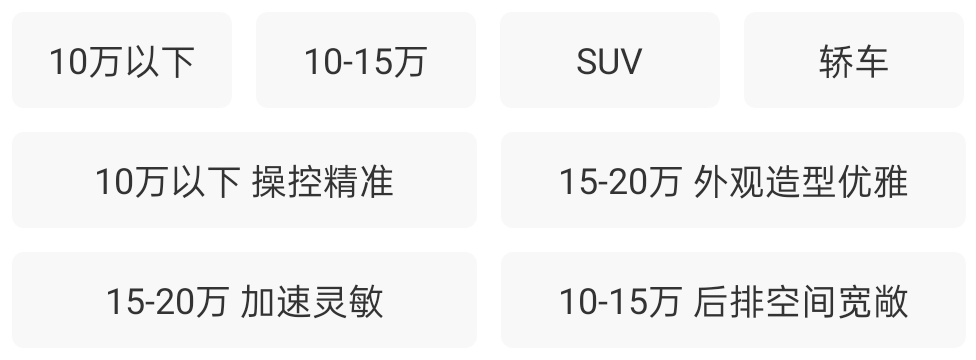 10万以下
10-15万
SUV
轿车
10万以下 操控精准
15-20万 外观造型优雅
15-20万 加速灵敏
10-15万 后排空间宽敞